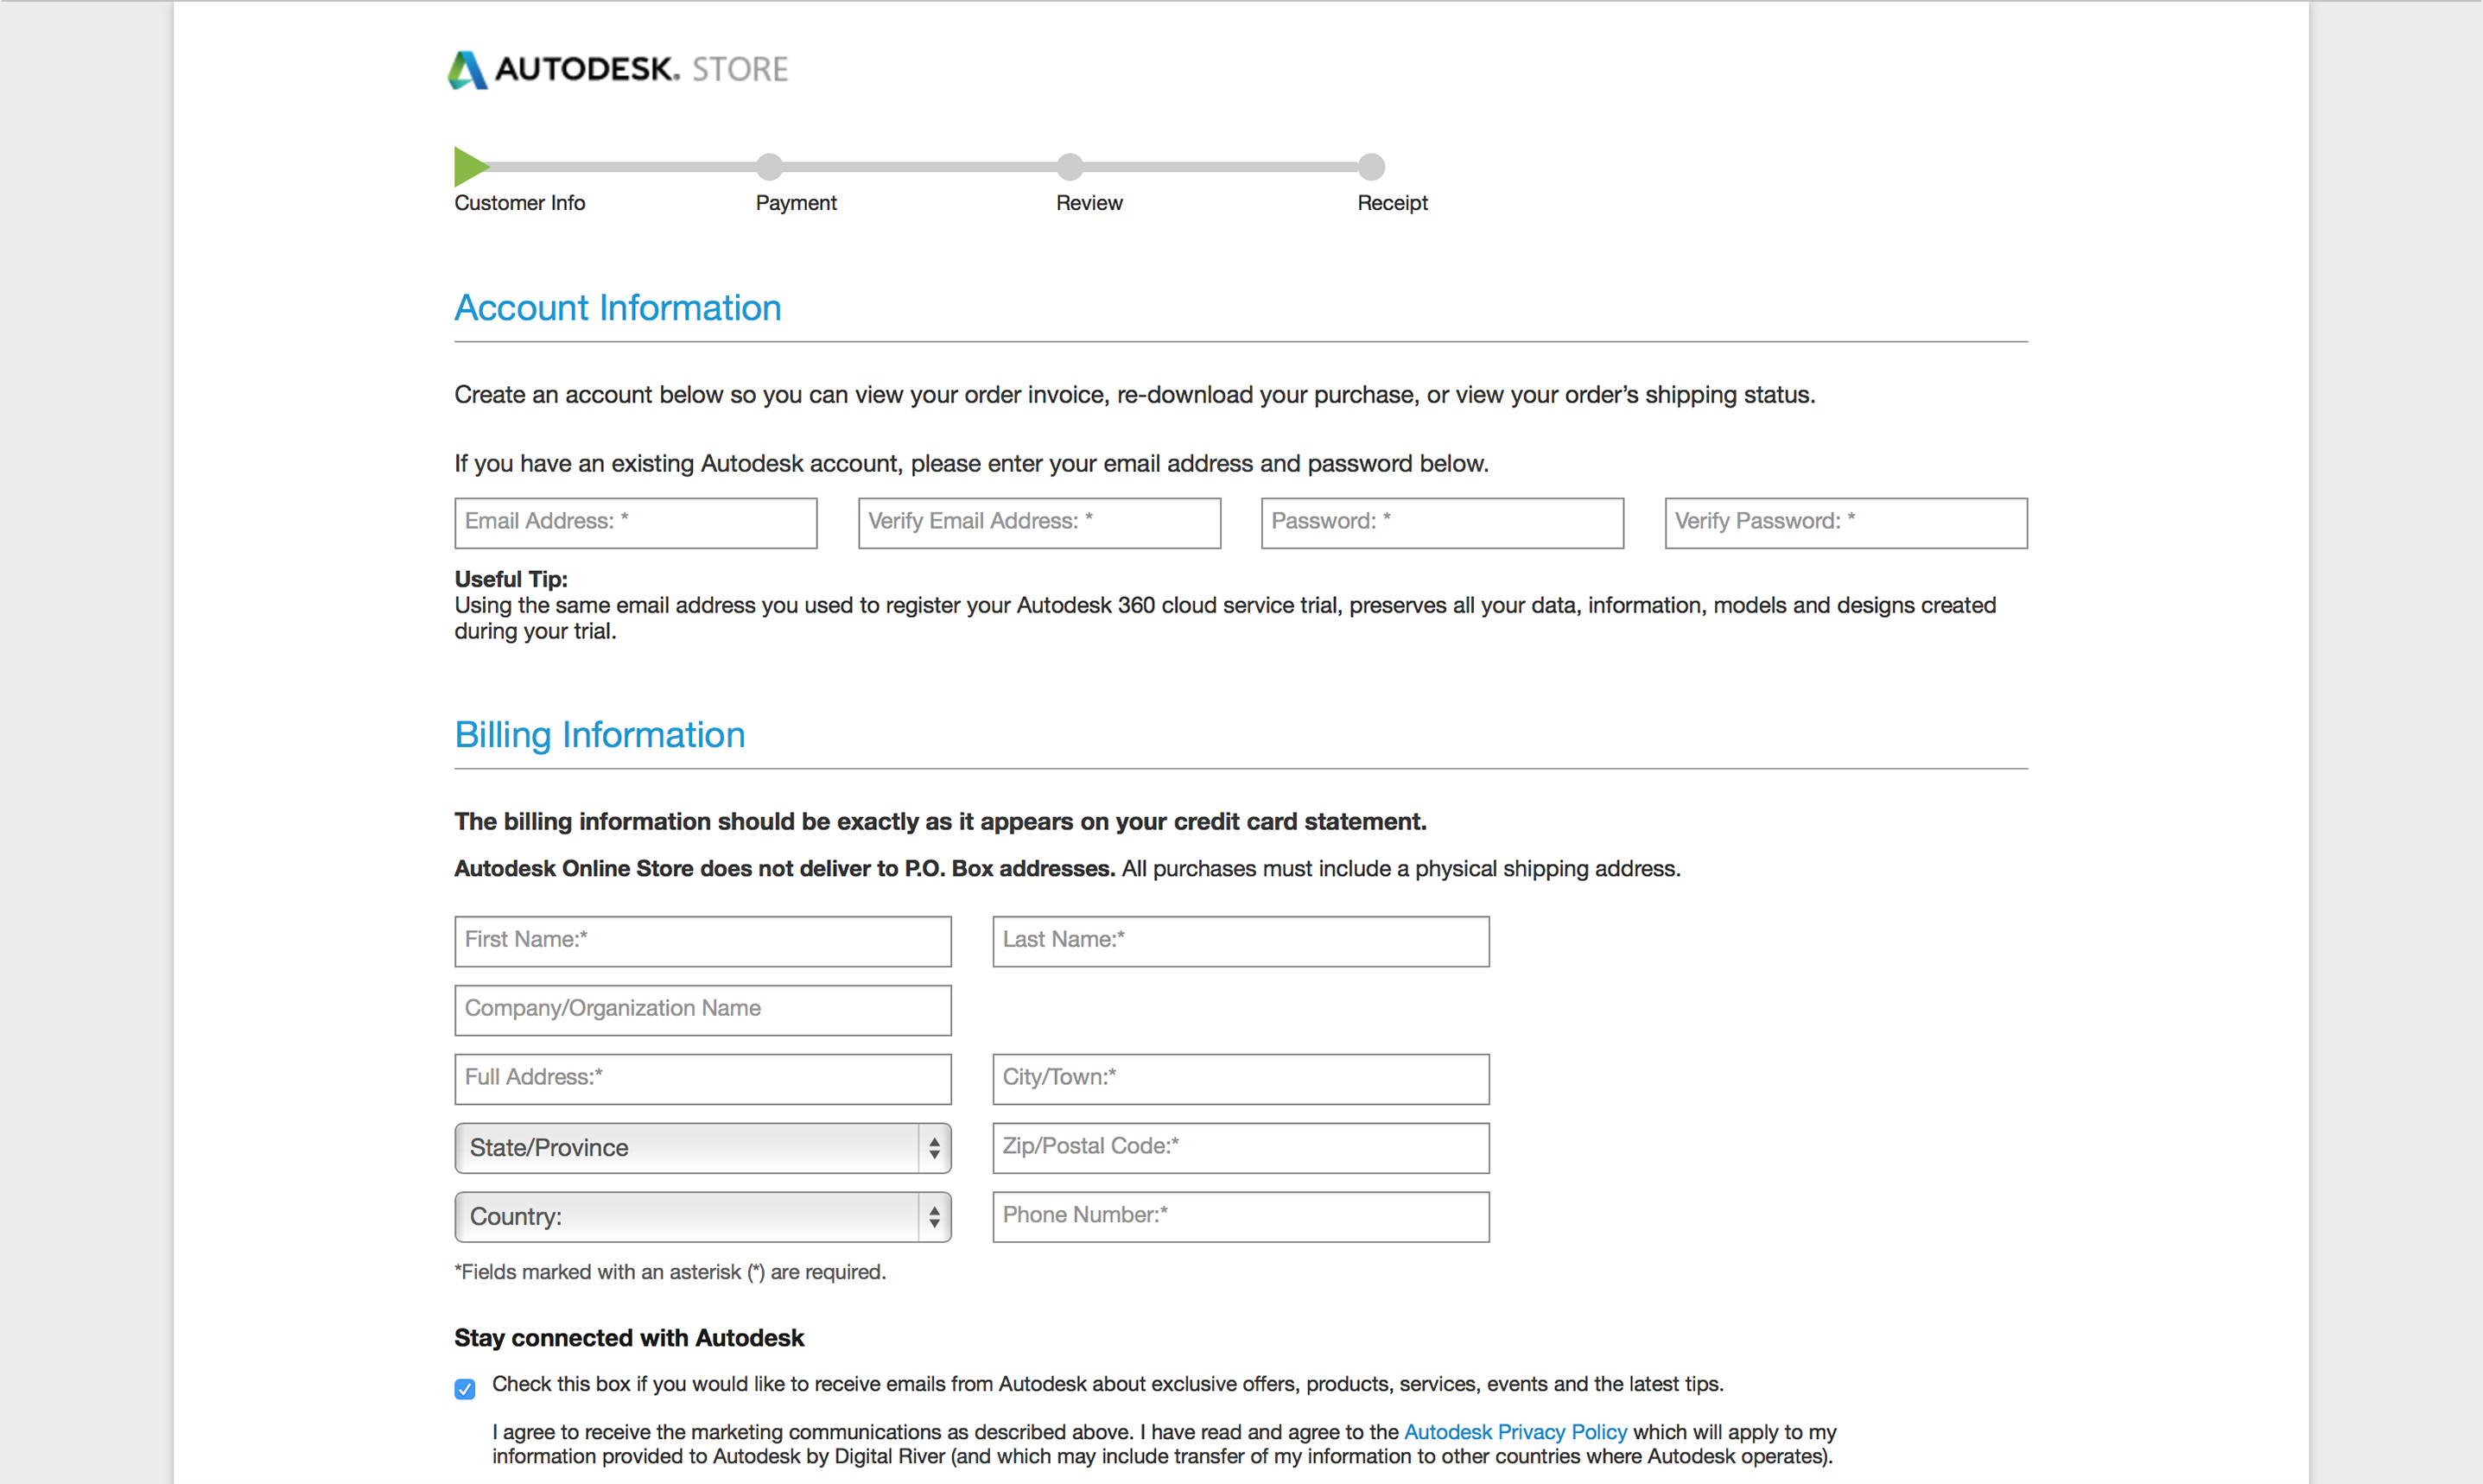 AUTODESK. STORE
Customer Info
Payment
Review
Receipt
Account Information
Create an account below so you can view your order invoice, re-download your purchase, or view your order’s shipping status.
If you have an existing Autodesk account, please enter your email address and password below.
Email Address: *
Verify Email Address: *
Password: *
Verify Password: *
Useful Tip:
Using the same email address you used to register your Autodesk 360 cloud service trial, preserves all your data, information, models and designs created
during your trial.
Billing Information
The billing information should be exactly as it appears on your credit card statement.
Autodesk Online Store does not deliver to P.O. Box addresses. All purchases must include a physical shipping address.
First Name:*
Last Name:*
Company/Organization Name
Full Address:*
City/Town:*
State/Province
Zip/Postal Code:*
Country:
Phone Number:*
*Fields marked with an asterisk (*) are required.
Stay connected with Autodesk
Check this box if you would like to receive emails from Autodesk about exclusive offers, products, services, events and the latest tips.
I agree to receive the marketing communications as described above. I have read and agree to the Autodesk Privacy Policy which will apply to my
information provided to Autodesk by Digital River (and which may include transfer of my information to other countries where Autodesk operates).